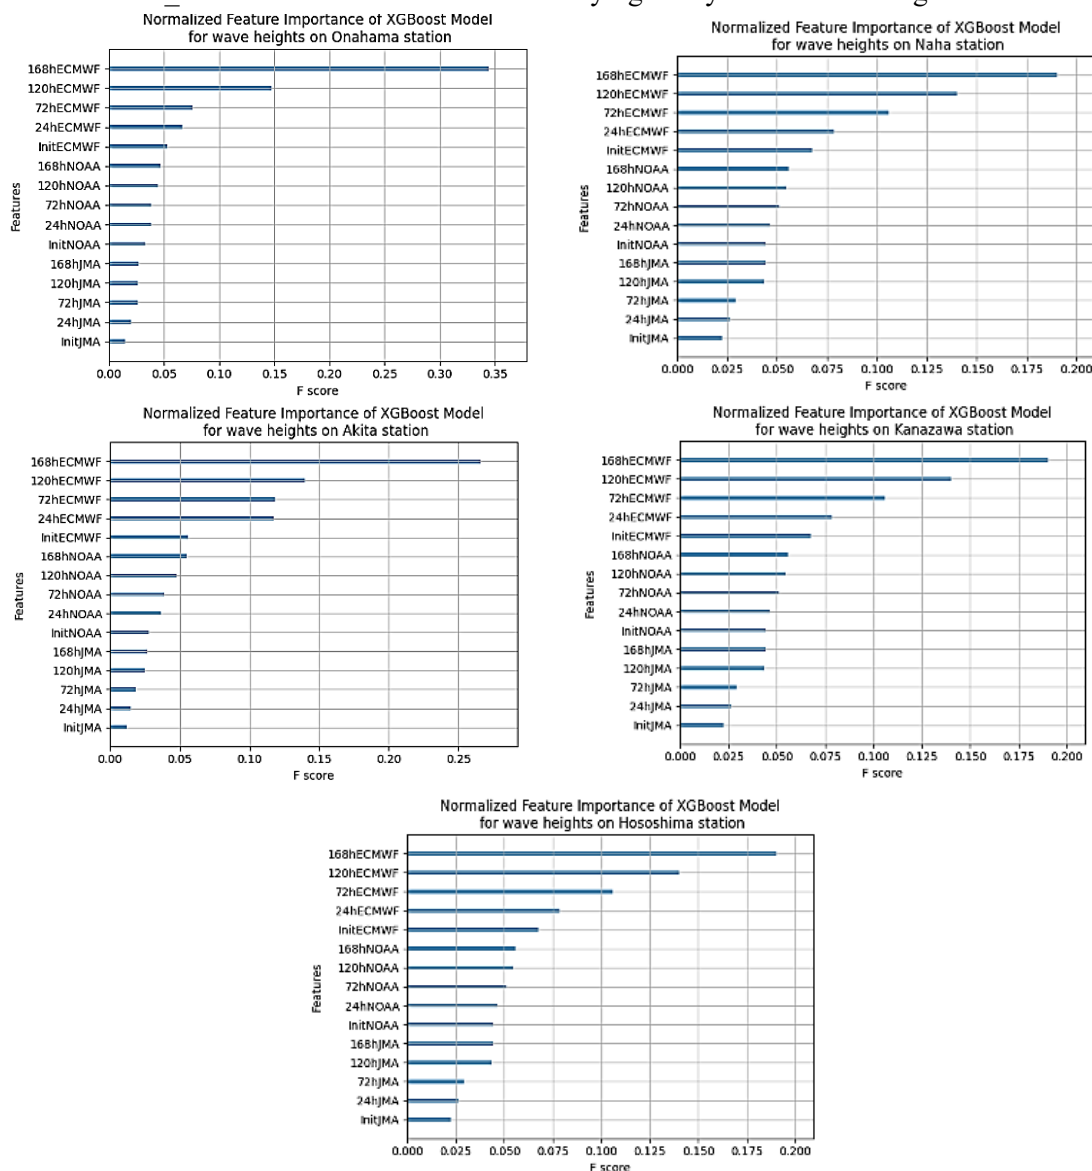 Normalized Feature Importance of XGBoost Model
for wave heights on Onahama station
168hECMWF
120hECMWF
72hECMWF
24hECMWF
InitECMWF
168hNOAA
120hNOAA
72hNOAA
24hNOAA
InitNOAA
168hJMA
120hJMA
72hJMA
24hJMA
InitJMA
Features
0.00 0.05 0.10 0.15 0.20 0.25 0.30 0.35
F score
Normalized Feature Importance of XGBoost Model
for wave heights on Naha station
168hECMWF
120hECMWF
72hECMWF
24hECMWF
InitECMWF
168hNOAA
120hNOAA
72hNOAA
24hNOAA
InitNOAA
168hJMA
120hJMA
72hJMA
24hJMA
InitJMA
Features
0.000 0.025 0.050 0.075 0.100 0.125 0.150 0.175 0.200
F score
Normalized Feature Importance of XGBoost Model
for wave heights on Akita station
168hECMWF
120hECMWF
72hECMWF
24hECMWF
InitECMWF
168hNOAA
120hNOAA
72hNOAA
24hNOAA
InitNOAA
168hJMA
120hJMA
72hJMA
24hJMA
InitJMA
Features
0.00 0.05 0.10 0.15 0.20 0.25
F score
Normalized Feature Importance of XGBoost Model
for wave heights on Kanazawa station
168hECMWF
120hECMWF
72hECMWF
24hECMWF
InitECMWF
168hNOAA
120hNOAA
72hNOAA
24hNOAA
InitNOAA
168hJMA
120hJMA
72hJMA
24hJMA
InitJMA
Features
0.000 0.025 0.050 0.075 0.100 0.125 0.150 0.175 0.200
F score
Normalized Feature Importance of XGBoost Model
for wave heights on Hososhima station
168hECMWF
120hECMWF
72hECMWF
24hECMWF
InitECMWF
168hNOAA
120hNOAA
72hNOAA
24hNOAA
InitNOAA
168hJMA
120hJMA
72hJMA
24hJMA
InitJMA
Features
0.000 0.025 0.050 0.075 0.100 0.125 0.150 0.175 0.200
F score